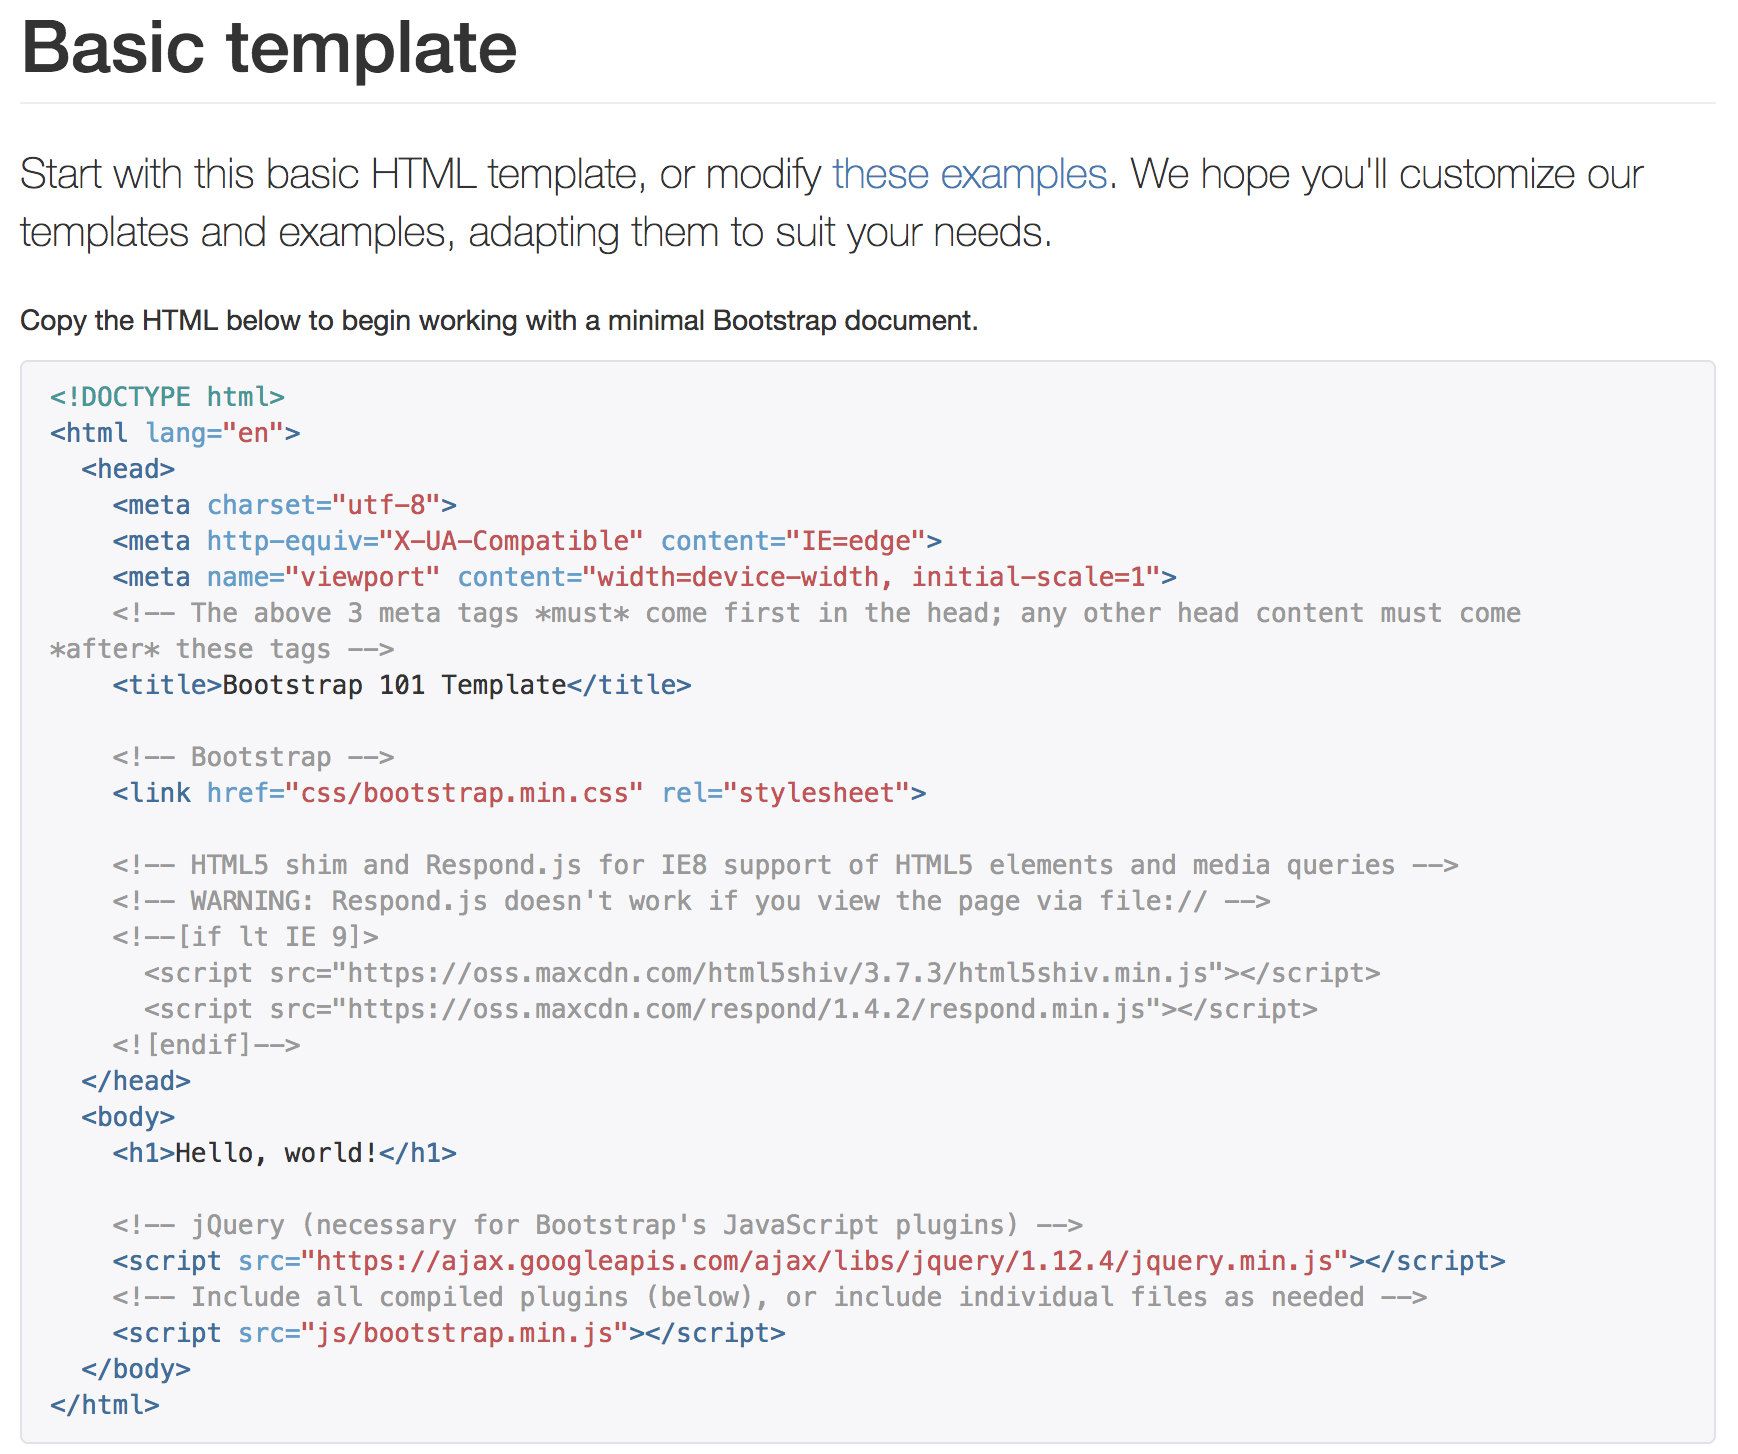 Basic template
Start with this basic HTML template, or modify these examples. We hope you'll customize our
templates and examples, adapting them to suit your needs.
Copy the HTML below to begin working with a minimal Bootstrap document.
<!DOCTYPE html>
<html lang="en">
  <head>
    <meta charset="utf-8">
    <meta http-equiv="X-UA-Compatible" content="IE=edge">
    <meta name="viewport" content="width=device-width, initial-scale=1">
    <!-- The above 3 meta tags *must* come first in the head; any other head content must come
*after* these tags -->
    <title>Bootstrap 101 Template</title>

    <!-- Bootstrap -->
    <link href="css/bootstrap.min.css" rel="stylesheet">

    <!-- HTML5 shim and Respond.js for IE8 support of HTML5 elements and media queries -->
    <!-- WARNING: Respond.js doesn't work if you view the page via file:// -->
    <!--[if lt IE 9]>
      <script src="https://oss.maxcdn.com/html5shiv/3.7.3/html5shiv.min.js"></script>
      <script src="https://oss.maxcdn.com/respond/1.4.2/respond.min.js"></script>
    <![endif]-->
  </head>
  <body>
    <h1>Hello, world!</h1>

    <!-- jQuery (necessary for Bootstrap's JavaScript plugins) -->
    <script src="https://ajax.googleapis.com/ajax/libs/jquery/1.12.4/jquery.min.js"></script>
    <!-- Include all compiled plugins (below), or include individual files as needed -->
    <script src="js/bootstrap.min.js"></script>
  </body>
</html>